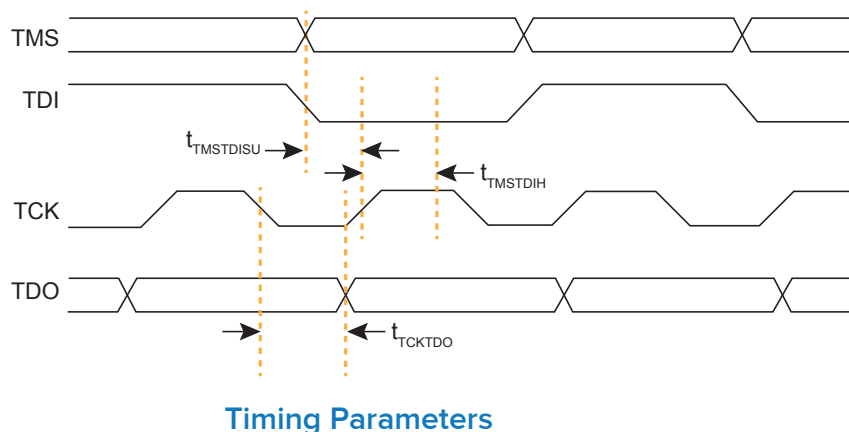 TMS
TDI
tTMSTDISU
tTMSTDIH
TCK
TDO
tTCKTDO
Timing Parameters